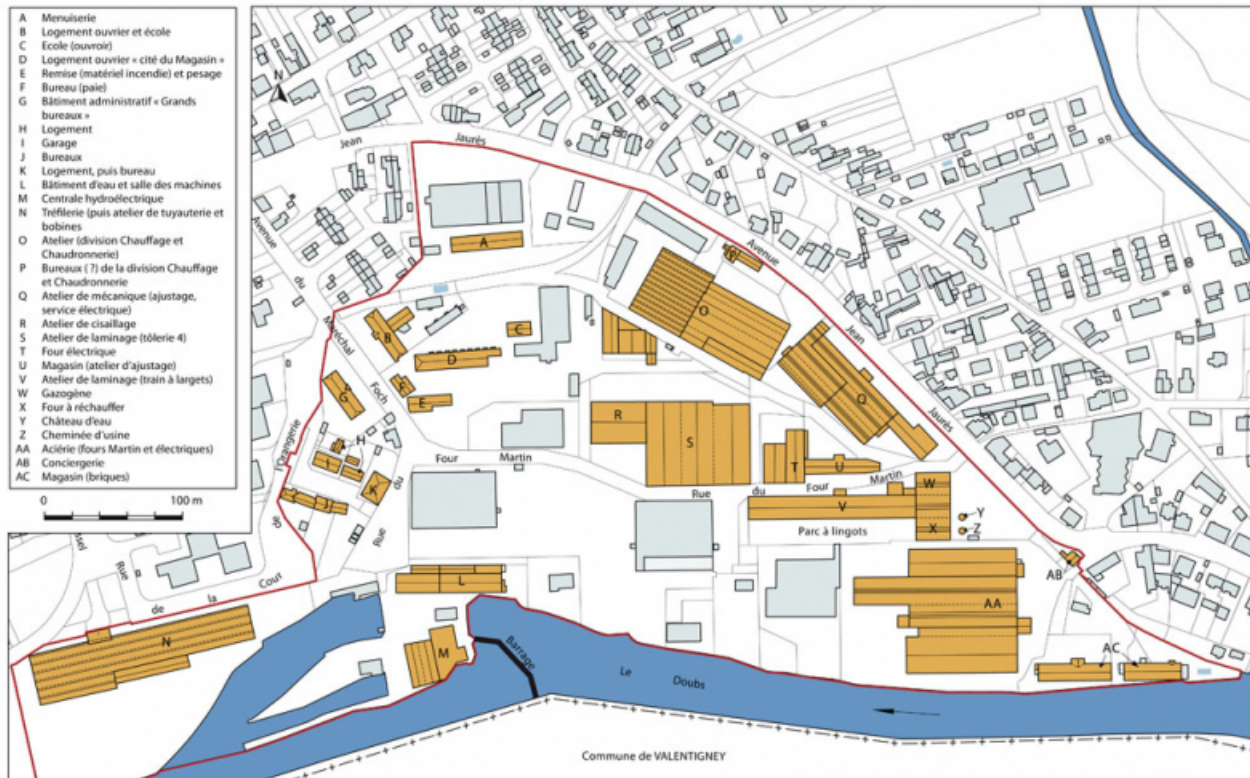 A Menuiserie
B Logement ouvrier et école
C Ecole (ouvroir)
D Logement ouvrier « cité du Magasin »
E Remise (matériel incendie) et pesage
F Bureau (paie)
G Bâtiment administratif « Grands
bureaux »
H Logement
I Garage
J Bureaux
K Logement, puis bureau
L Bâtiment d'eau et salle des machines
M Centrale hydroélectrique
N Tréfilerie (puis atelier de tuyauterie et
bobines
O Atelier (division Chauffage et
Chaudronnerie)
P Bureaux ( ?) de la division Chauffage
et Chaudronnerie
Q Atelier de mécanique (ajustage,
service électrique)
R Atelier de cisaillage
S Atelier de laminage (tôlerie 4)
T Four électrique
U Magasin (atelier d'ajustage)
V Atelier de laminage (train à largets)
W Gazogène
X Four à réchauffer
Y Château d'eau
Z Cheminée d'usine
AA Aciérie (fours Martin et électriques)
AB Conciergerie
AC Magasin (briques)
0 100 m
N
Jean
Jaurès
Avenue
du
Maréchal
Foch
Avenue
Jean
Jaurès
A
B
C
D
E
G
H
J
K
L
M
N
O
Q
R
S
T
U
V
W
X
Y
Z
AA
AB
AC
Four Martin
Rue du Four Martin
Rue du
Parc à lingots
de l'Orangerie
Rue
de la Cour
Barrage
Le Doubs
Commune de VALENTIGNEY